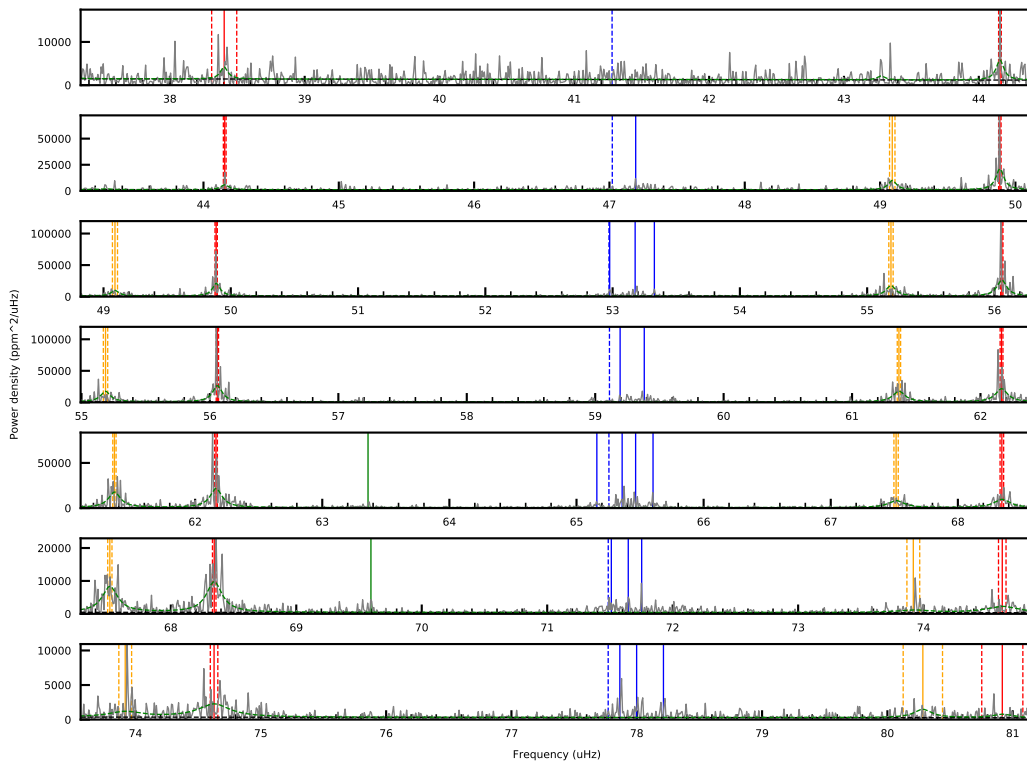 10000
0
38 39 40 41 42 43 44
50000
25000
0
44 45 46 47 48 49 50
100000
50000
0
49 50 51 52 53 54 55 56
Power density (ppm^2/uHz)
100000
50000
0
55 56 57 58 59 60 61 62
50000
0
62 63 64 65 66 67 68
20000
10000
0
68 69 70 71 72 73 74
10000
5000
0
74 75 76 77 78 79 80 81
Frequency (uHz)